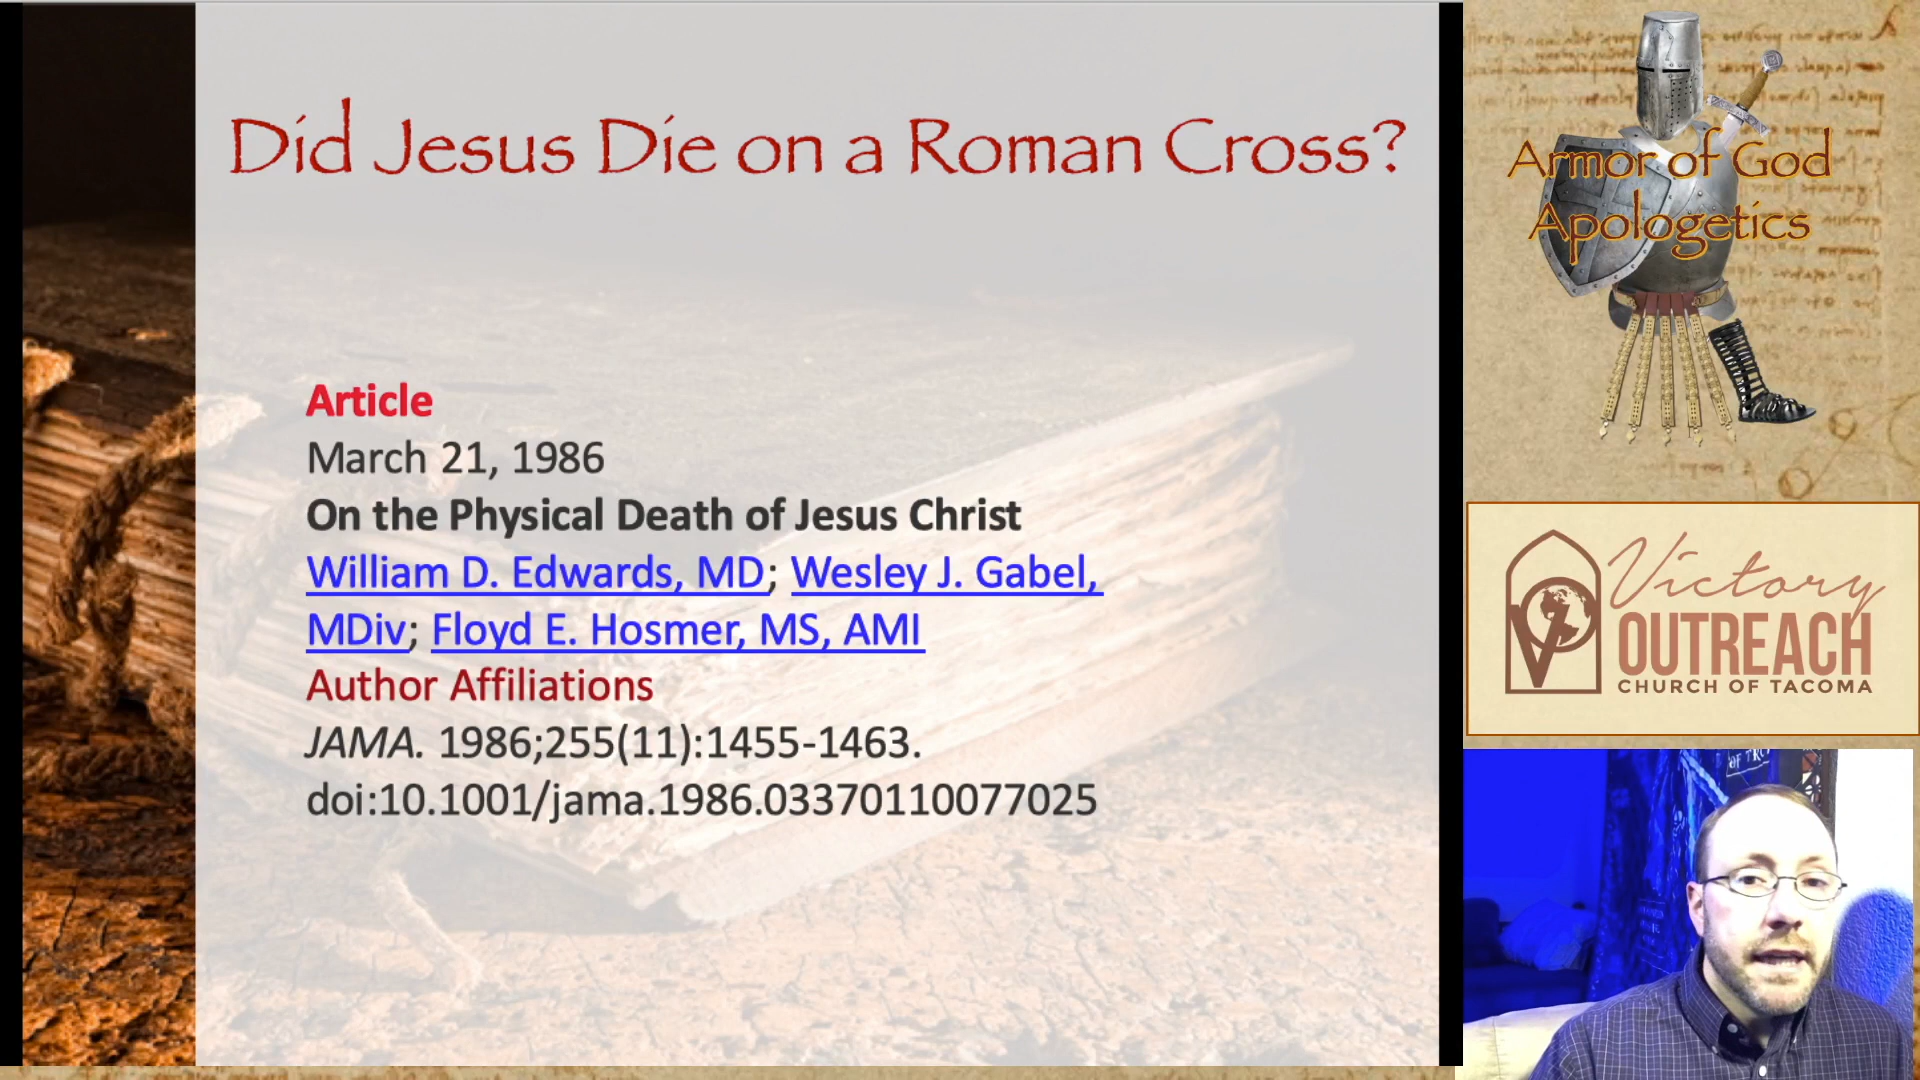 Did Jesus Die on a Roman Cross?
Article
March 21, 1986
On the Physical Death of Jesus Christ
William D. Edwards, MD; Wesley J. Gabel,
MDiv; Floyd E. Hosmer, MS, AMI
Author Affiliations
JAMA. 1986;255(11):1455-1463.
doi:10.1001/jama.1986.03370110077025
Armor of God
Apologetics
Victory
OUTREACH
CHURCH OF TACOMA